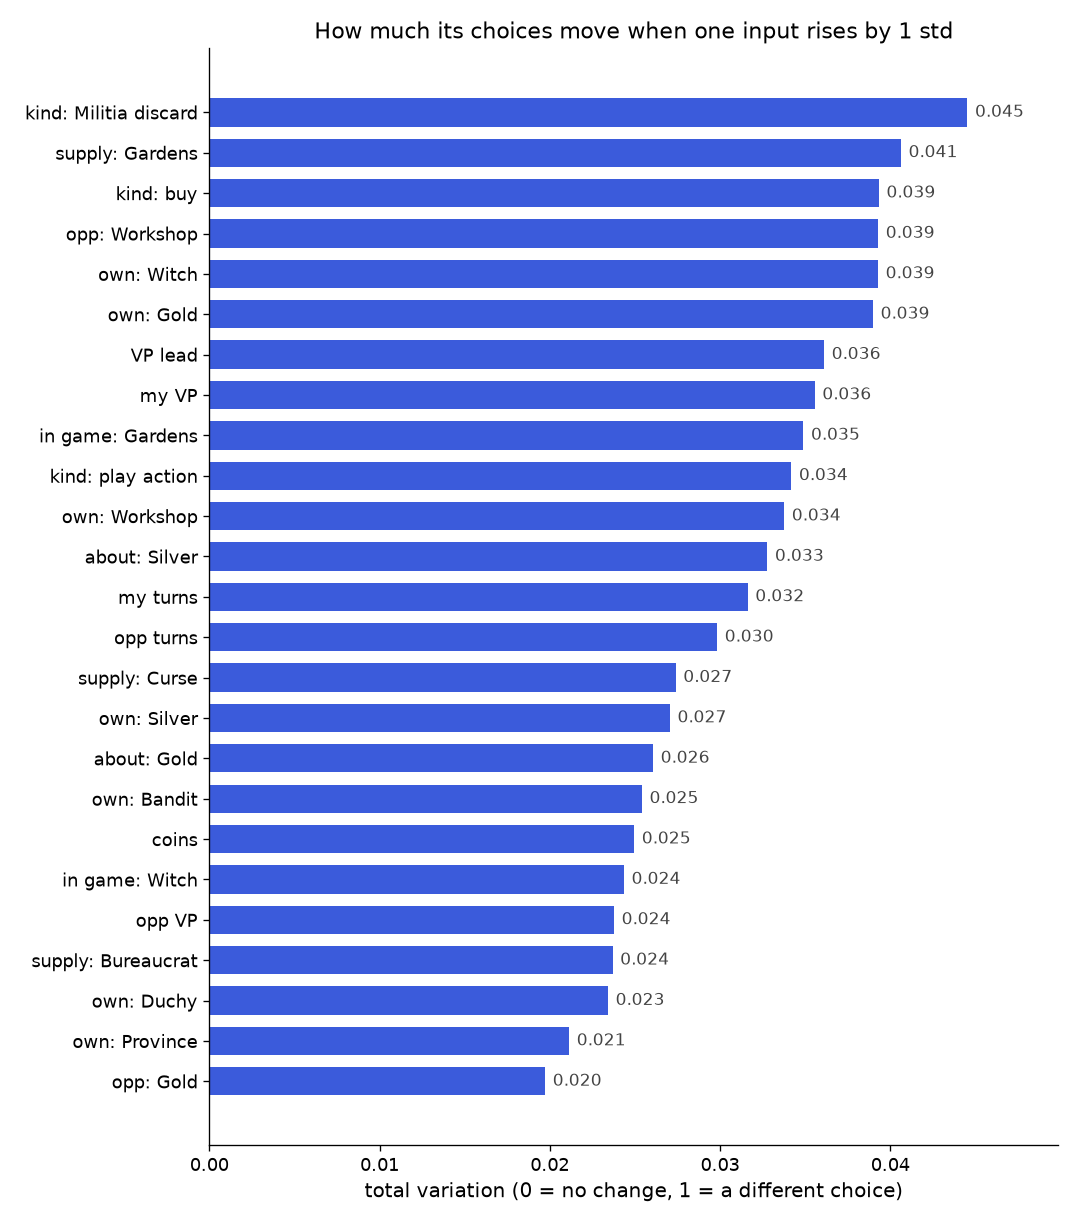 How much its choices move when one input rises by 1 std
kind: Militia discard 0.045
supply: Gardens 0.041
kind: buy 0.039
opp: Workshop 0.039
own: Witch 0.039
own: Gold 0.039
VP lead 0.036
my VP 0.036
in game: Gardens 0.035
kind: play action 0.034
own: Workshop 0.034
about: Silver 0.033
my turns 0.032
opp turns 0.030
supply: Curse 0.027
own: Silver 0.027
about: Gold 0.026
own: Bandit 0.025
coins 0.025
in game: Witch 0.024
opp VP 0.024
supply: Bureaucrat 0.024
own: Duchy 0.023
own: Province 0.021
opp: Gold 0.020
0.00 0.01 0.02 0.03 0.04
total variation (0 = no change, 1 = a different choice)